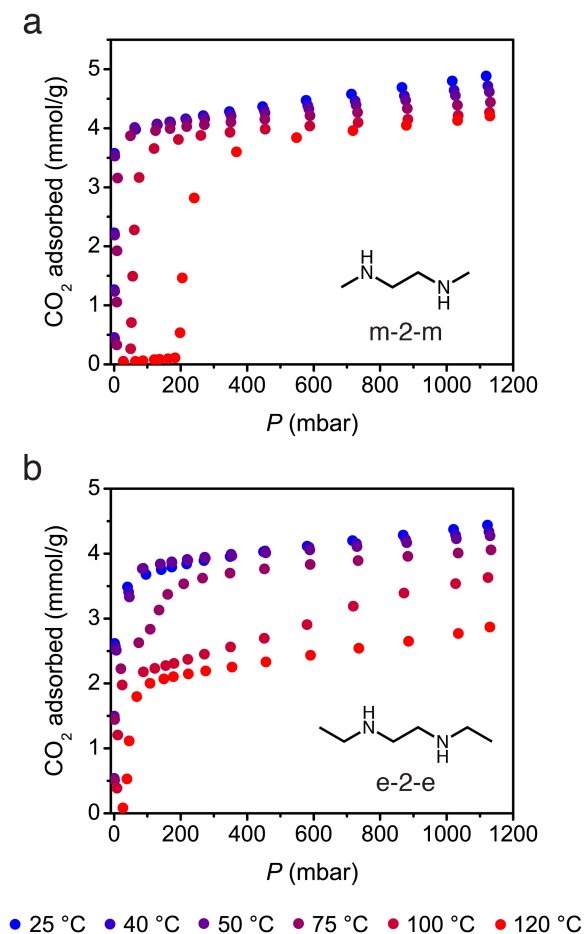 a
CO₂ adsorbed (mmol/g)
5
4
3
2
1
0
0 200 400 600 800 1000 1200
P (mbar)
H
N
N
H
m-2-m
b
CO₂ adsorbed (mmol/g)
5
4
3
2
1
0
0 200 400 600 800 1000 1200
P (mbar)
H
N
N
H
e-2-e
25 °C 40 °C 50 °C 75 °C 100 °C 120 °C